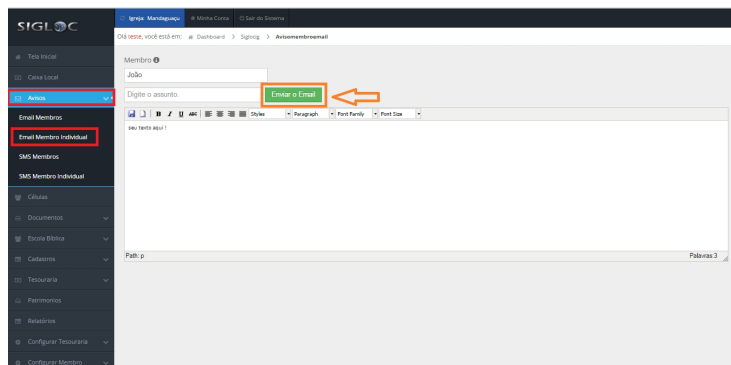 SIGLOC
Igreja: Mandaguaçu Minha Conta Sair do Sistema
Olá teste, você está em: Dashboard > Sigloög > Avisomembroemail
Tela Inicial
Caixa Local
Avisos
Email Membros
Email Membro Individual
SMS Membros
SMS Membro Individual
Células
Documentos
Escola Bíblica
Cadastros
Tesouraria
Patrimonios
Relatórios
Configurar Tesouraria
Configurar Membro
Membro
João
Digite o assunto. Enviar o Email
B I U ABC Styles Paragraph Font Family Font Size
seu texto aqui !
Path: p Palavras:3